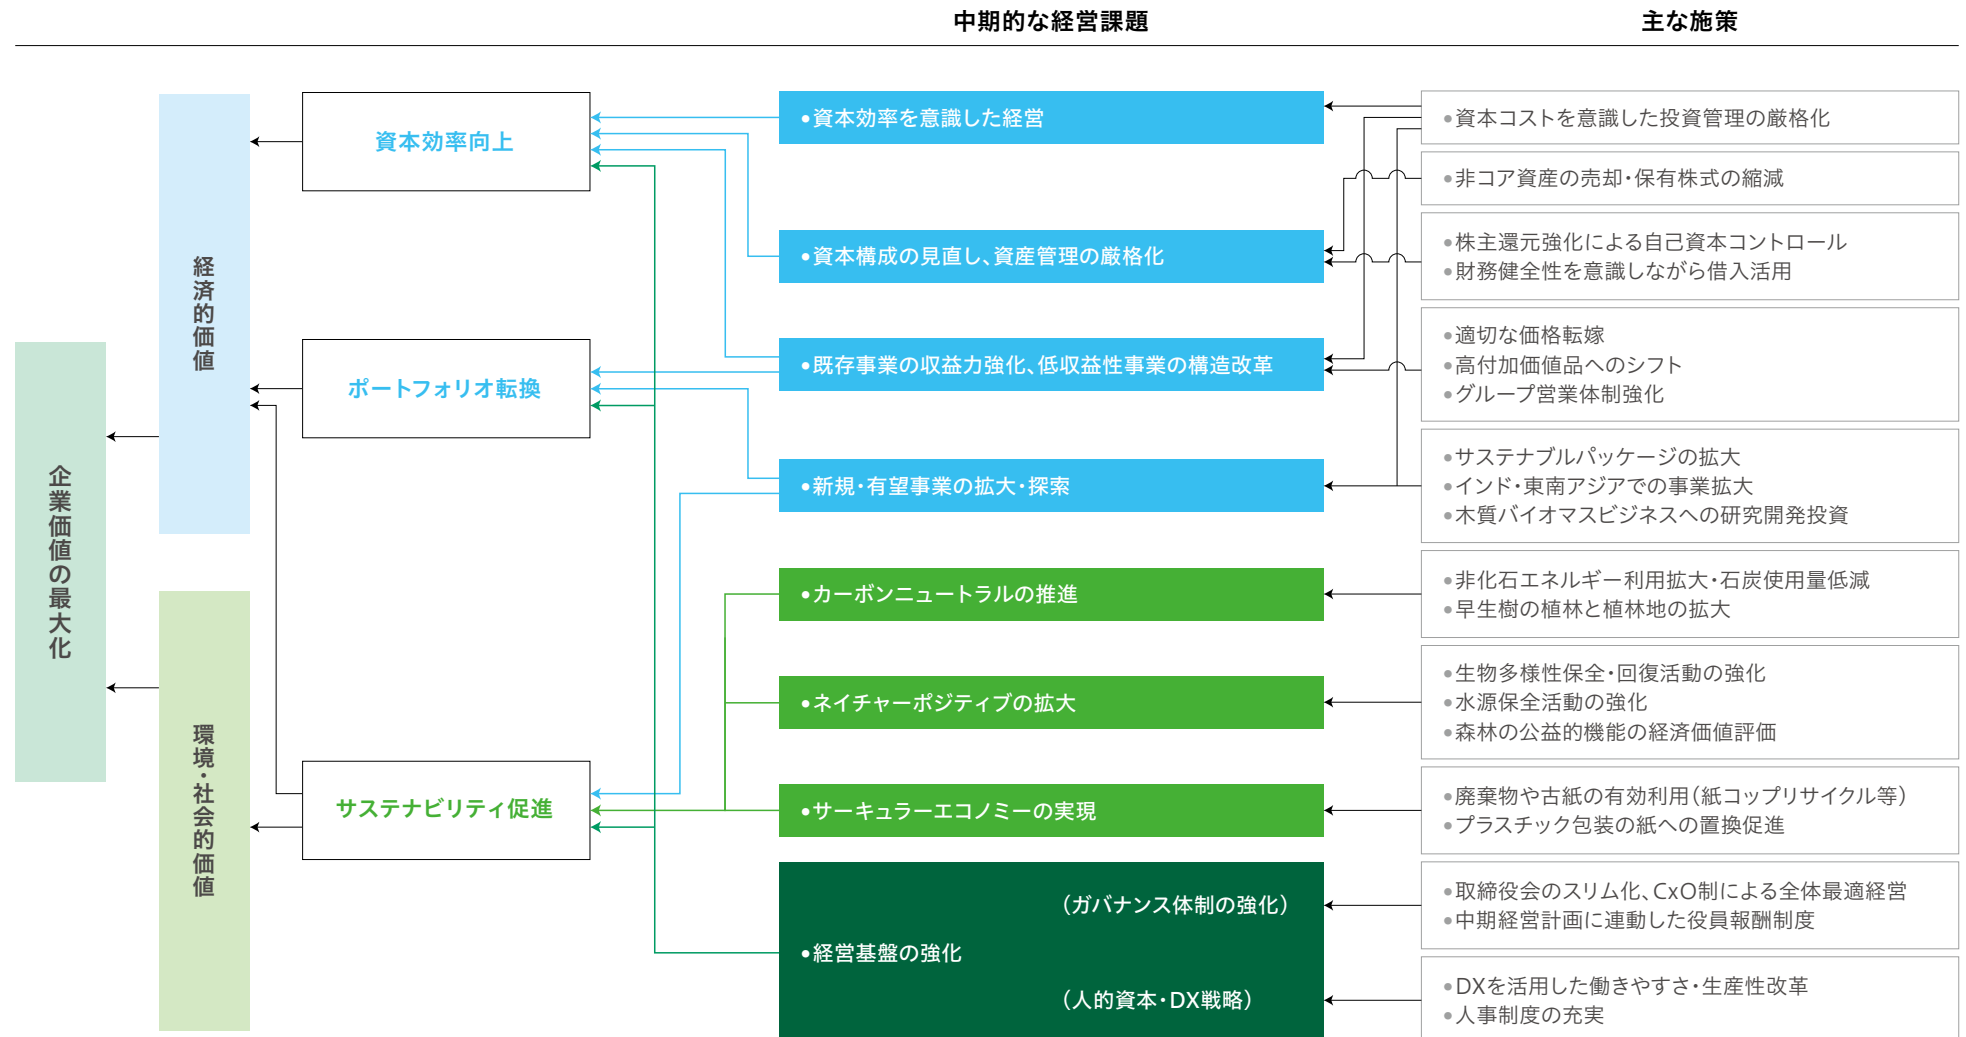 中期的な経営課題
主な施策
企業価値の最大化
経済的価値
環境・社会的価値
資本効率向上
ポートフォリオ転換
サステナビリティ促進
•資本効率を意識した経営
•資本構成の見直し、資産管理の厳格化
•既存事業の収益力強化、低収益性事業の構造改革
•新規・有望事業の拡大・探索
•カーボンニュートラルの推進
•ネイチャーポジティブの拡大
•サーキュラーエコノミーの実現
（ガバナンス体制の強化）
•経営基盤の強化
（人的資本・DX戦略）
•資本コストを意識した投資管理の厳格化
•非コア資産の売却・保有株式の縮減
•株主還元強化による自己資本コントロール
•財務健全性を意識しながら借入活用
•適切な価格転嫁
•高付加価値品へのシフト
•グループ営業体制強化
•サステナブルパッケージの拡大
•インド・東南アジアでの事業拡大
•木質バイオマスビジネスへの研究開発投資
•非化石エネルギー利用拡大・石炭使用量低減
•早生樹の植林と植林地の拡大
•生物多様性保全・回復活動の強化
•水源保全活動の強化
•森林の公益的機能の経済価値評価
•廃棄物や古紙の有効利用（紙コップリサイクル等）
•プラスチック包装の紙への置換促進
•取締役会のスリム化、CxO制による全体最適経営
•中期経営計画に連動した役員報酬制度
•DXを活用した働きやすさ・生産性改革
•人事制度の充実